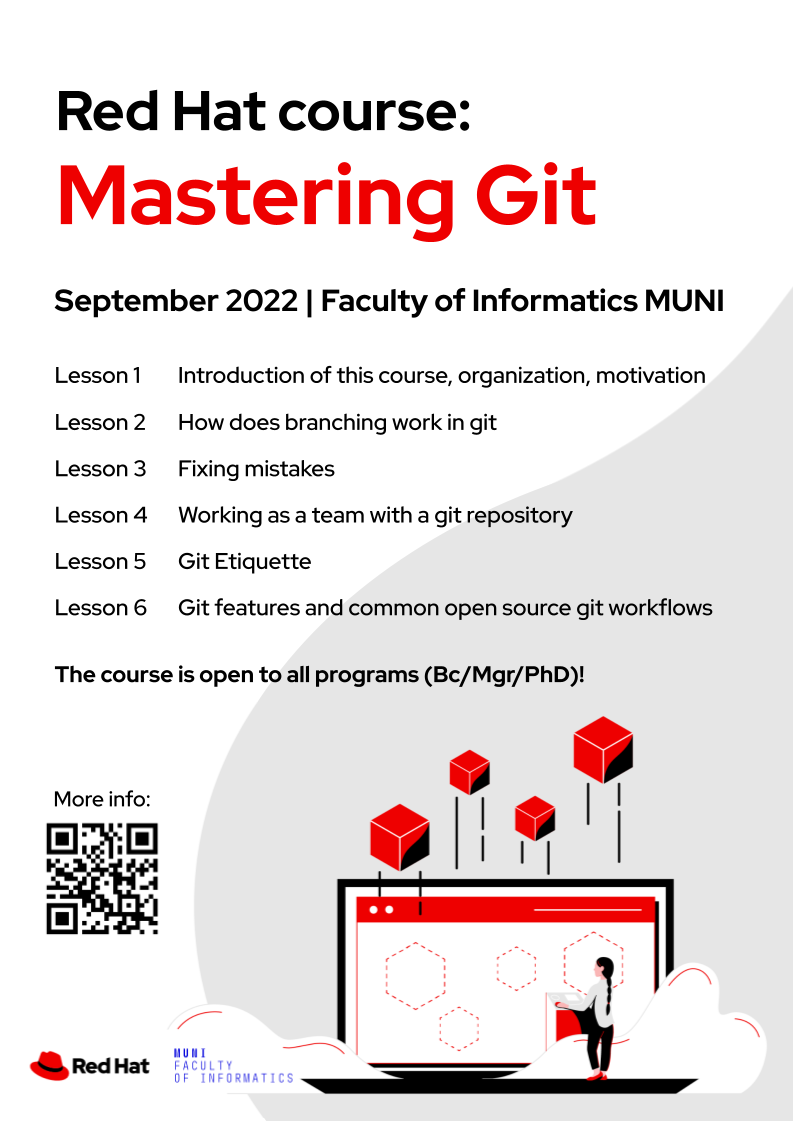 Red Hat course:
Mastering Git
September 2022 | Faculty of Informatics MUNI
Lesson 1 Introduction of this course, organization, motivation
Lesson 2 How does branching work in git
Lesson 3 Fixing mistakes
Lesson 4 Working as a team with a git repository
Lesson 5 Git Etiquette
Lesson 6 Git features and common open source git workflows
The course is open to all programs (Bc/Mgr/PhD)!
More info:
Red Hat
MUNI
FACULTY
OF INFORMATICS